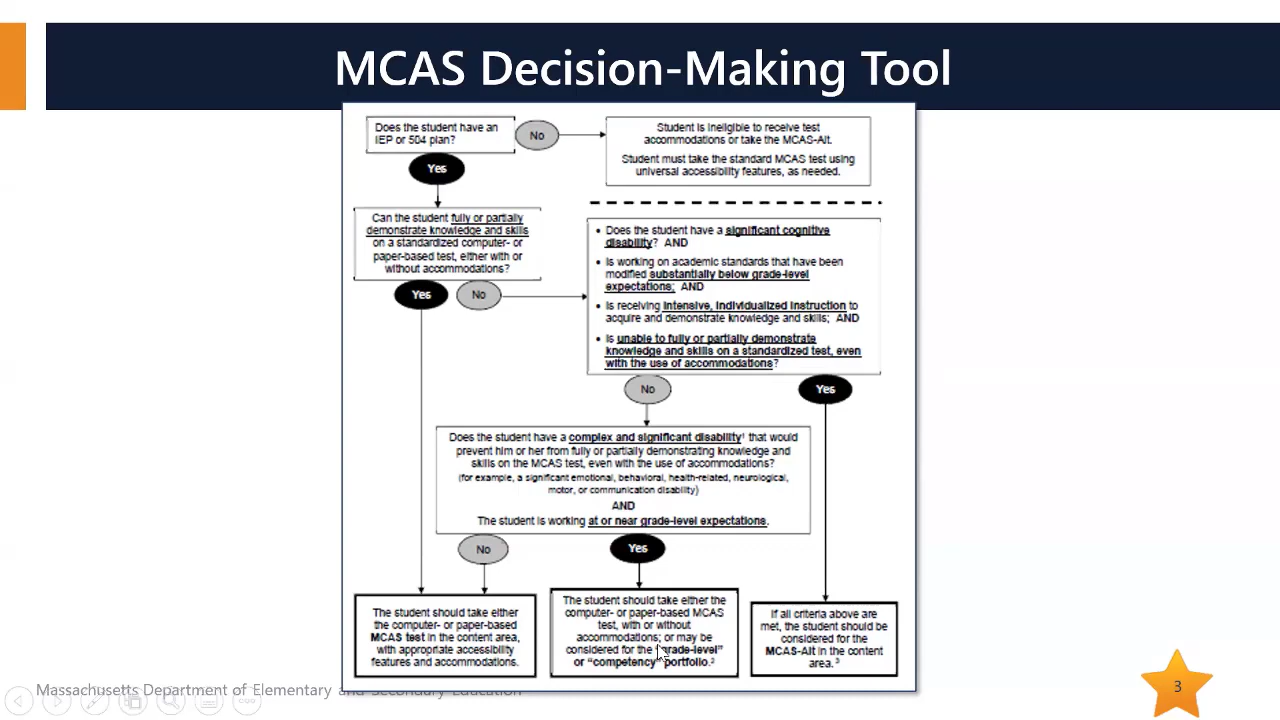 MCAS Decision-Making Tool
Does the student have an
IEP or 504 plan?
No
Student is ineligible to receive test
accommodations or take the MCAS-Alt.
Student must take the standard MCAS test using
universal accessibility features, as needed.
Yes
Can the student fully or partially
demonstrate knowledge and skills
on a standardized computer- or
paper-based test, either with or
without accommodations?
Yes
No
• Does the student have a significant cognitive
disability? AND
• Is working on academic standards that have been
modified substantially below grade-level
expectations; AND
• Is receiving intensive, individualized instruction to
acquire and demonstrate knowledge and skills; AND
• Is unable to fully or partially demonstrate
knowledge and skills on a standardized test, even
with the use of accommodations?
No
Yes
Does the student have a complex and significant disability¹ that would
prevent him or her from fully or partially demonstrating knowledge and
skills on the MCAS test, even with the use of accommodations?
(for example, a significant emotional, behavioral, health-related, neurological,
motor, or communication disability)
AND
The student is working at or near grade-level expectations.
No
Yes
The student should take either
the computer- or paper-based
MCAS test in the content area,
with appropriate accessibility
features and accommodations.
The student should take either the
computer- or paper-based MCAS
test, with or without
accommodations; or may be
considered for the "grade-level"
or "competency" portfolio.²
If all criteria above are
met, the student should be
considered for the
MCAS-Alt in the content
area.³
Massachusetts Department of Elementary and Secondary Education
3